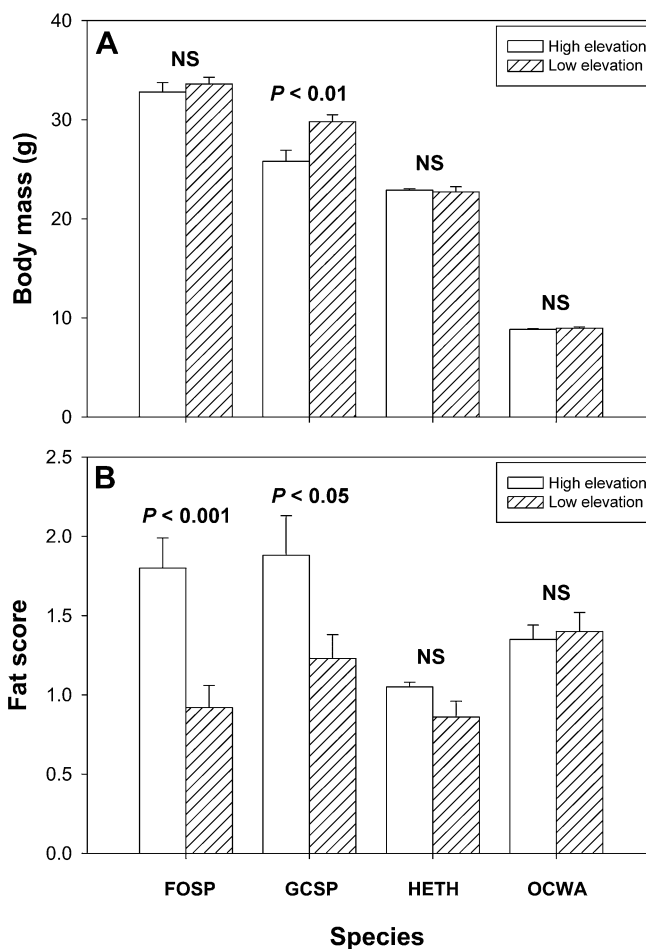 A
High elevation
Low elevation
NS
P < 0.01
NS
NS
40
30
20
10
0
Body mass (g)
B
High elevation
Low elevation
P < 0.001
P < 0.05
NS
NS
2.5
2.0
1.5
1.0
0.5
0.0
Fat score
FOSP GCSP HETH OCWA
Species